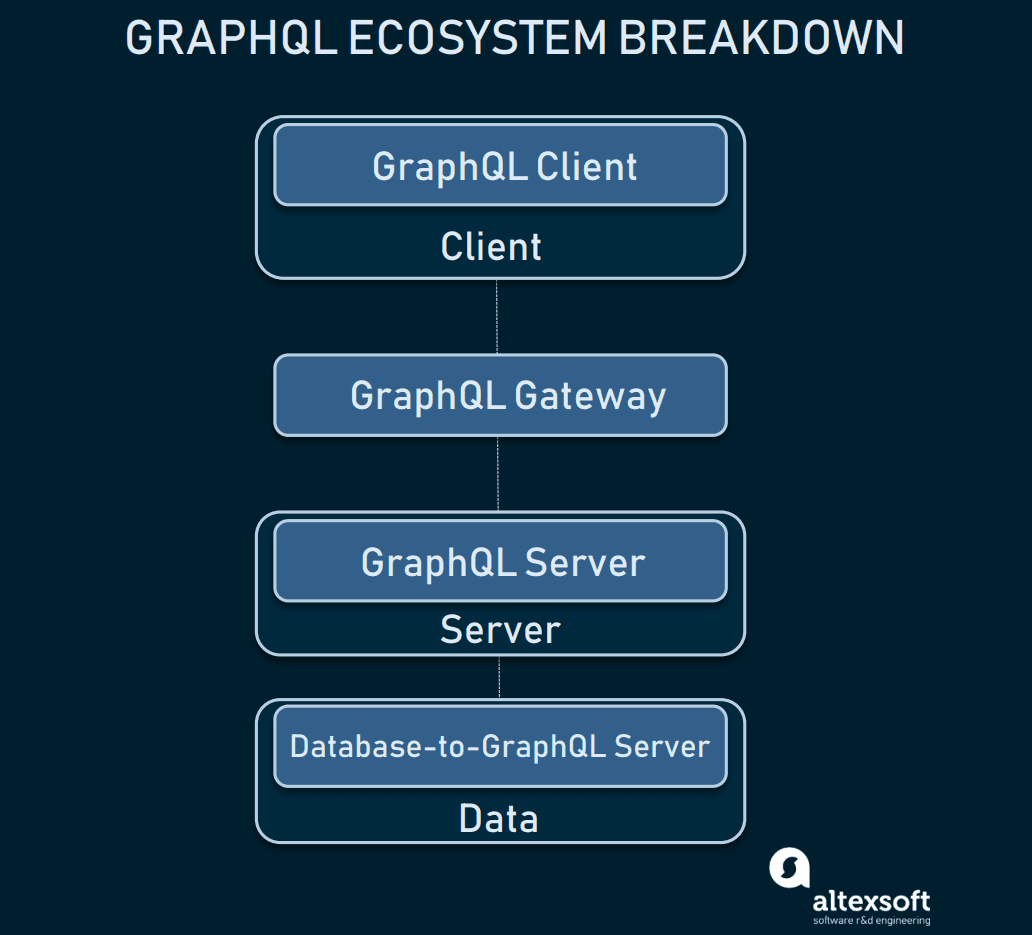 GRAPHQL ECOSYSTEM BREAKDOWN
GraphQL Client
Client
GraphQL Gateway
GraphQL Server
Server
Database-to-GraphQL Server
Data
altexsoft
software r&d engineering